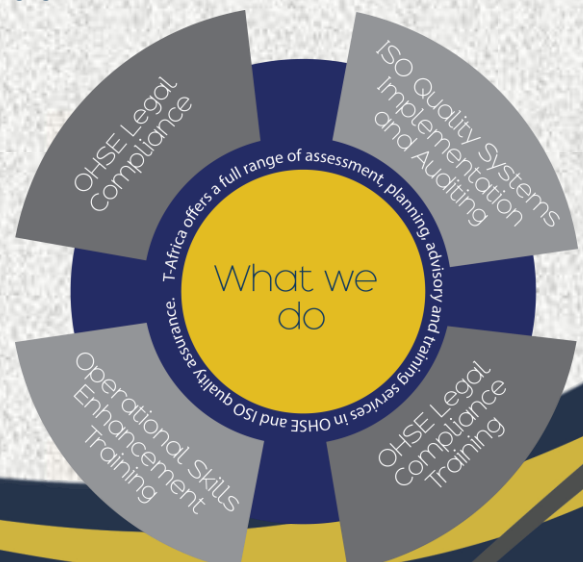 OHSE Legal
Compliance
ISO Quality Systems
Implementation
and Auditing
T-Africa offers a full range of assessment, planning, advisory and training services in OHSE and ISO quality assurance.
What we
do
Operational Skills
Enhancement
Training
OHSE Legal
Compliance
Training